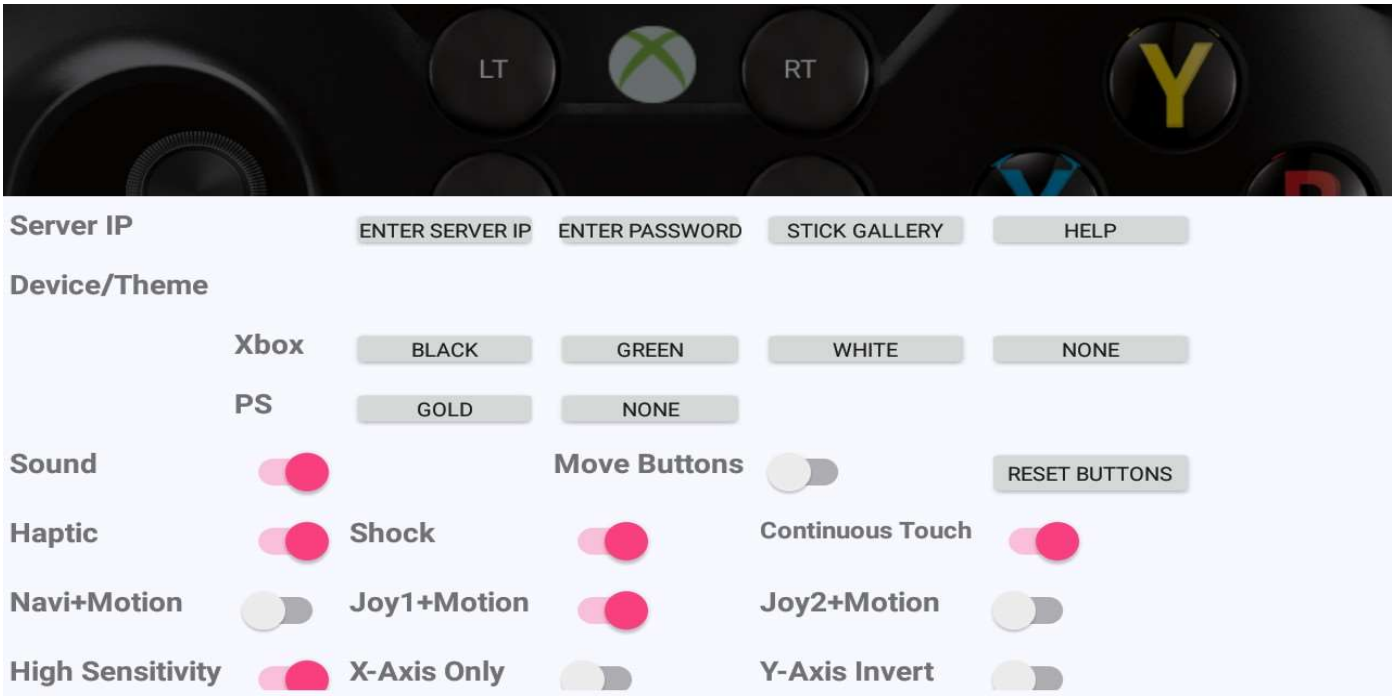 LT RT Y
X B
Server IP ENTER SERVER IP ENTER PASSWORD STICK GALLERY HELP
Device/Theme
Xbox BLACK GREEN WHITE NONE
PS GOLD NONE
Sound Move Buttons RESET BUTTONS
Haptic Shock Continuous Touch
Navi+Motion Joy1+Motion Joy2+Motion
High Sensitivity X-Axis Only Y-Axis Invert